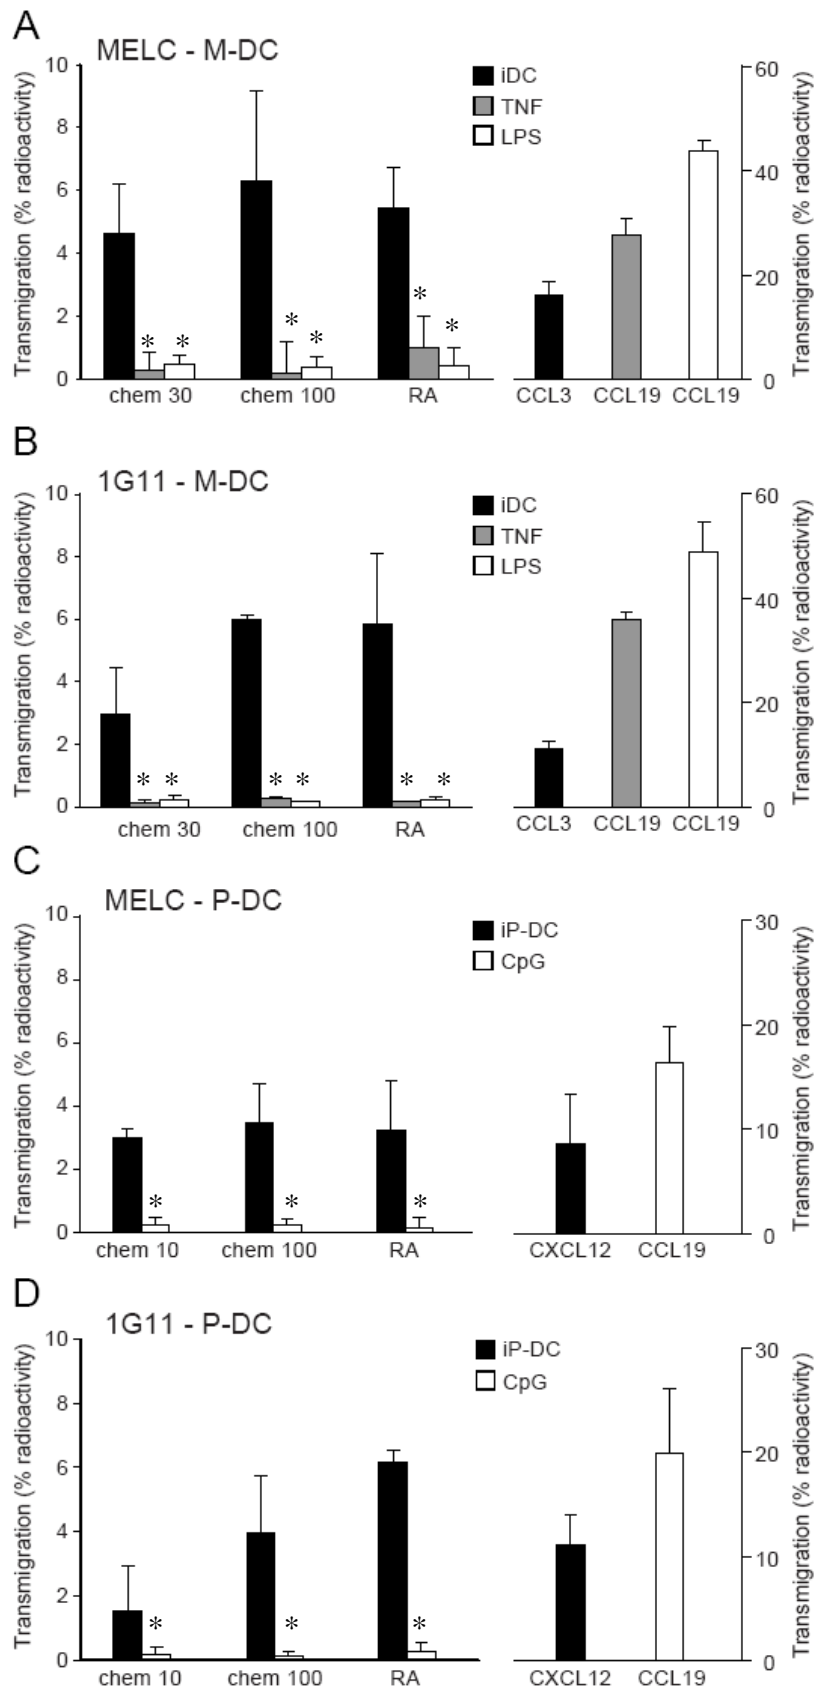 A
MELC - M-DC
iDC
TNF
LPS
Transmigration (% radioactivity)
10
8
6
4
2
0
* * * * * *
chem 30 chem 100 RA
60
40
20
0
Transmigration (% radioactivity)
CCL3 CCL19 CCL19
B
1G11 - M-DC
iDC
TNF
LPS
Transmigration (% radioactivity)
10
8
6
4
2
0
* * * * * *
chem 30 chem 100 RA
60
40
20
0
Transmigration (% radioactivity)
CCL3 CCL19 CCL19
C
MELC - P-DC
iP-DC
CpG
Transmigration (% radioactivity)
10
8
6
4
2
0
* * *
chem 10 chem 100 RA
30
20
10
0
Transmigration (% radioactivity)
CXCL12 CCL19
D
1G11 - P-DC
iP-DC
CpG
Transmigration (% radioactivity)
10
8
6
4
2
0
* * *
chem 10 chem 100 RA
30
20
10
0
Transmigration (% radioactivity)
CXCL12 CCL19